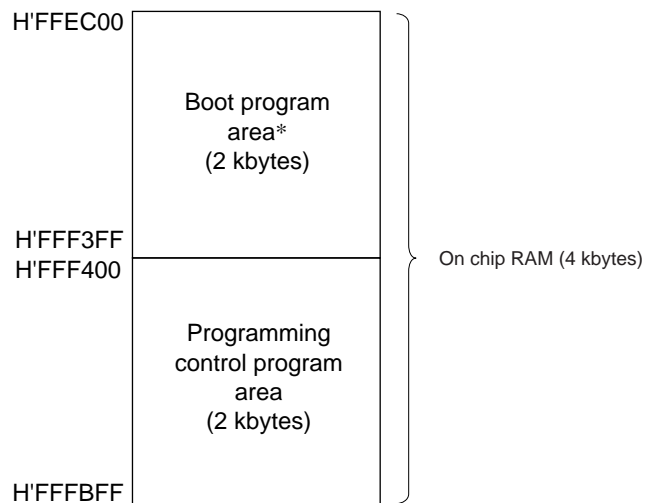 H'FFEC00
Boot program
area*
(2 kbytes)
H'FFF3FF
H'FFF400
On chip RAM (4 kbytes)
Programming
control program
area
(2 kbytes)
H'FFFBFF